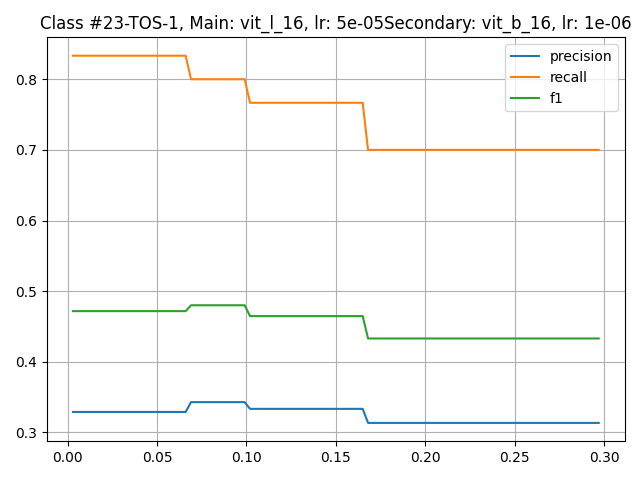 Class #23-TOS-1, Main: vit_l_16, lr: 5e-05Secondary: vit_b_16, lr: 1e-06
precision
recall
f1
0.8
0.7
0.6
0.5
0.4
0.3
0.00 0.05 0.10 0.15 0.20 0.25 0.30